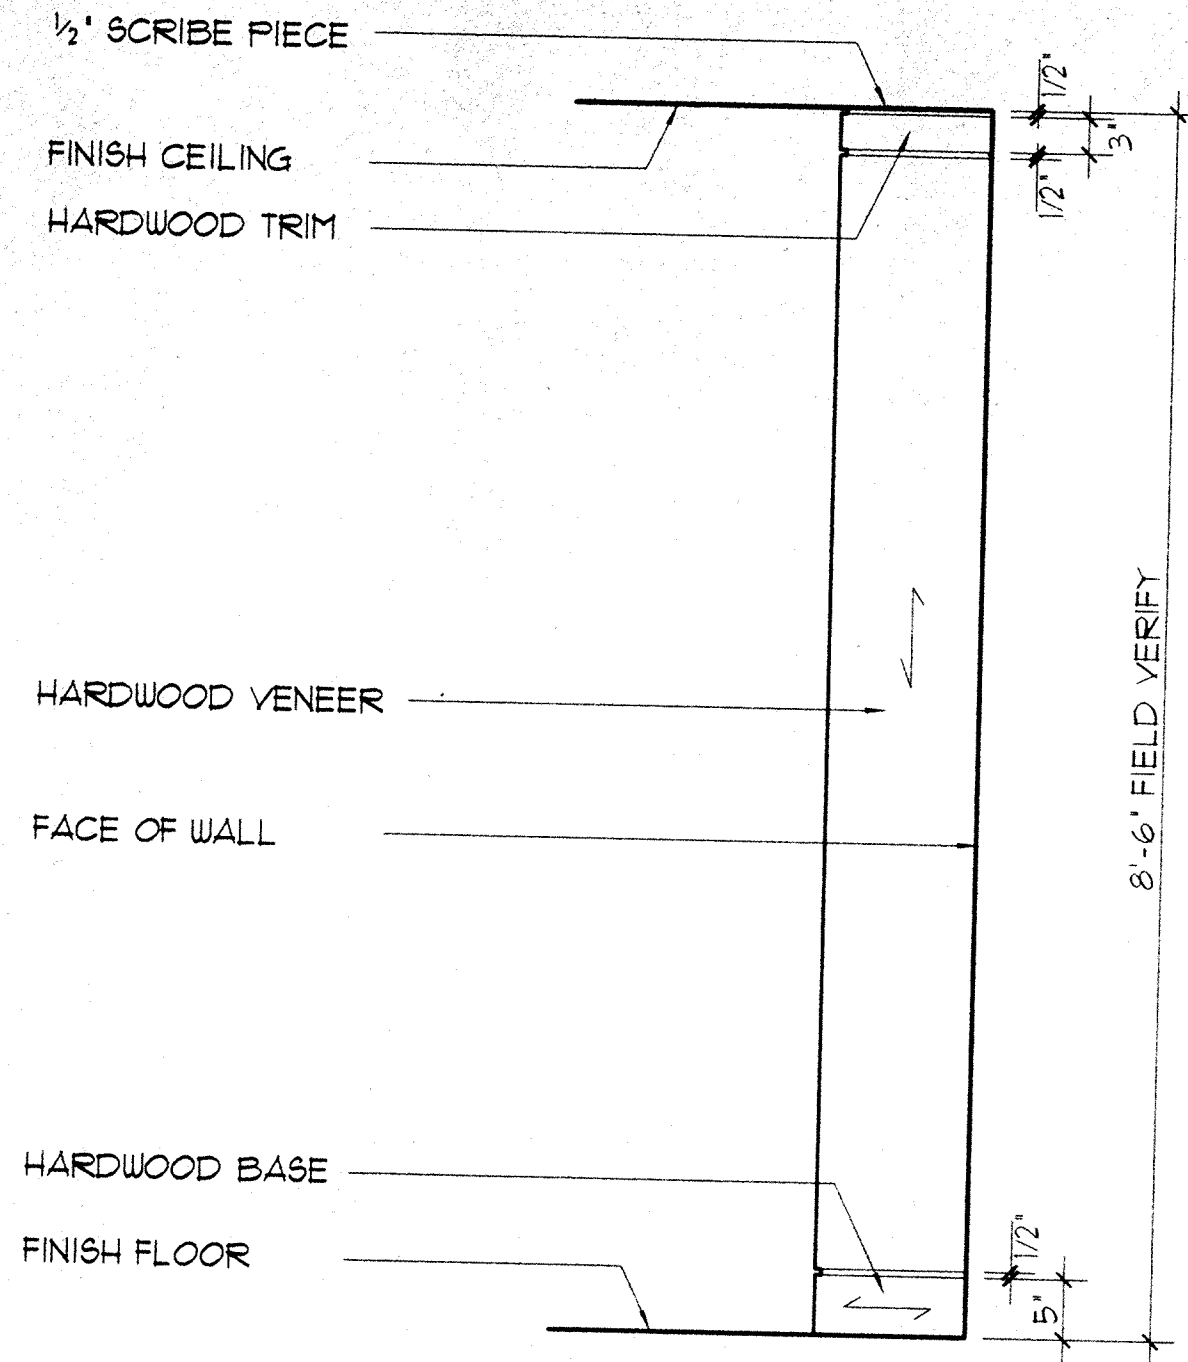 ½" SCRIBE PIECE
FINISH CEILING
HARDWOOD TRIM
HARDWOOD VENEER
FACE OF WALL
HARDWOOD BASE
FINISH FLOOR
1/2"
3"
1/2"
8'-6" FIELD VERIFY
1/2"
5"